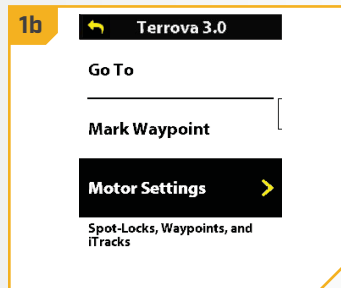 1b
Terrova 3.0
Go To
Mark Waypoint
Motor Settings
Spot-Locks, Waypoints, and
iTracks